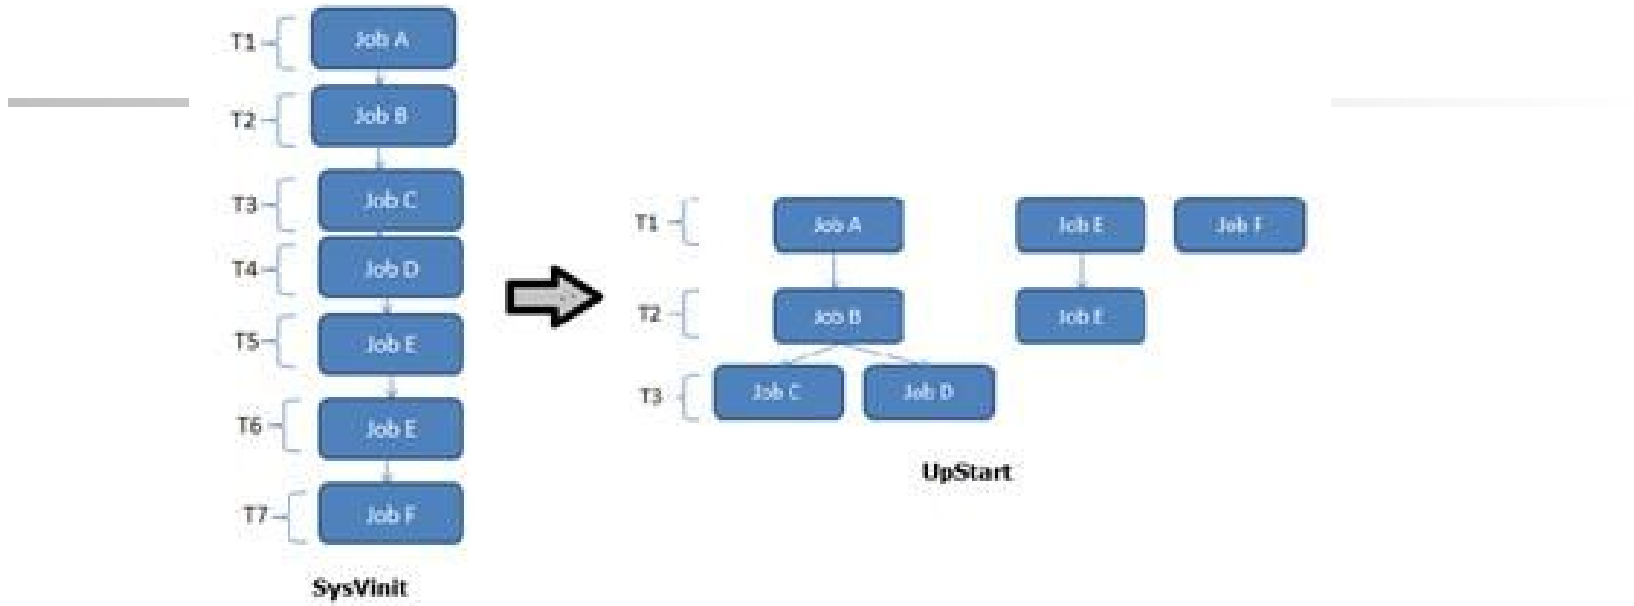 T1
Job A
T2
Job B
T3
Job C
T4
Job D
T5
Job E
T6
Job E
T7
Job F
SysVinit
T1
Job A
Job E
Job F
T2
Job B
Job E
T3
Job C
Job D
UpStart